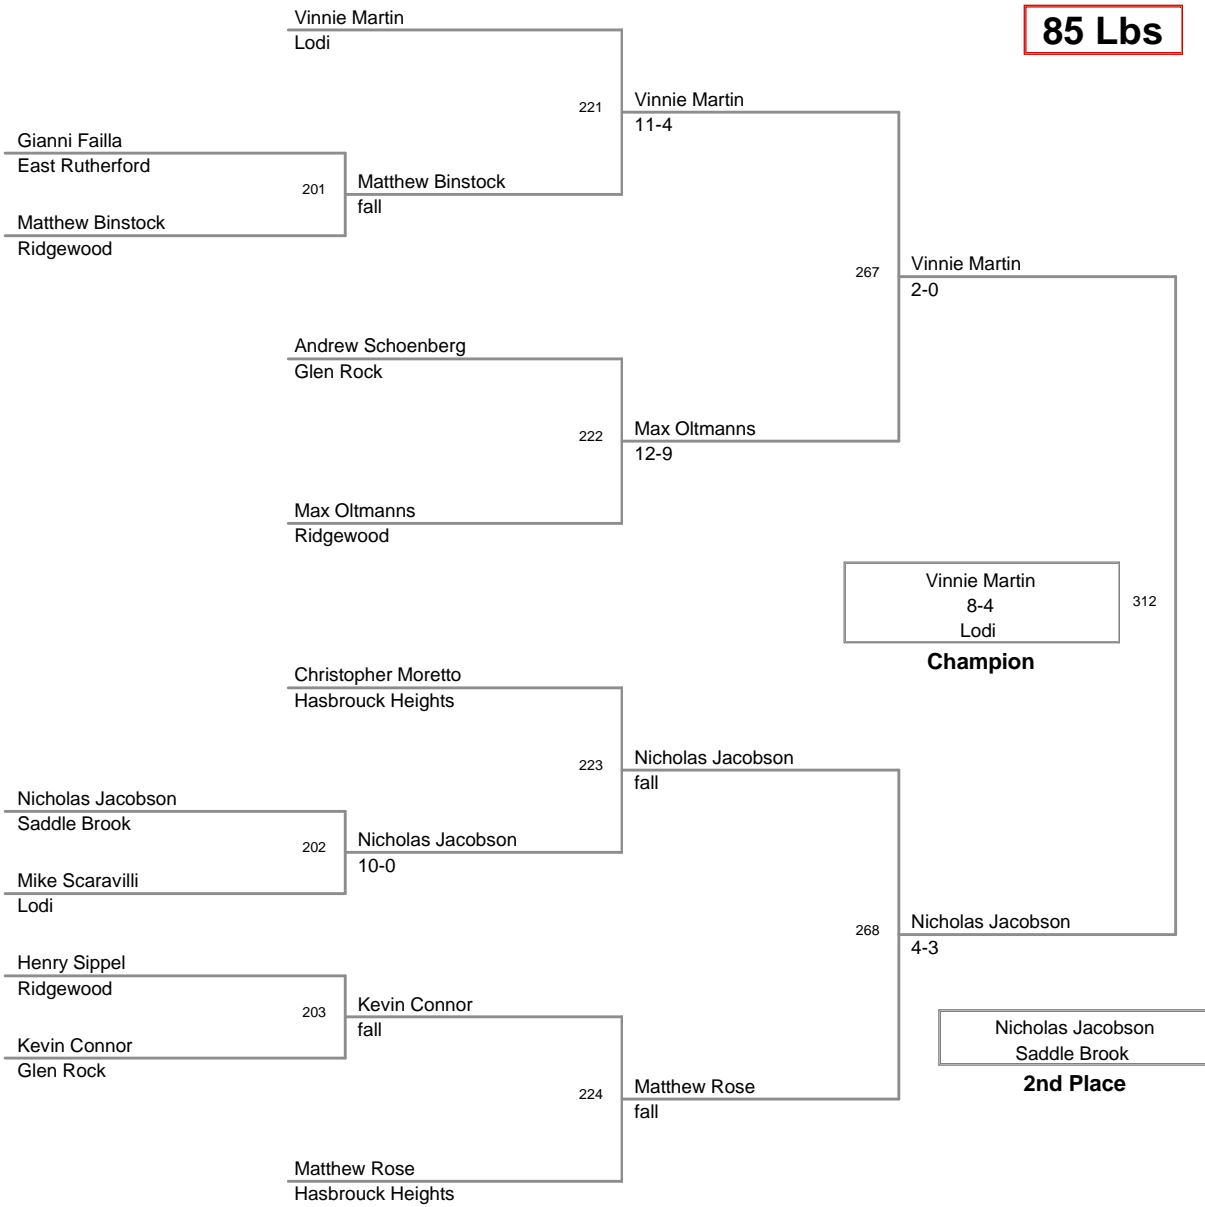 85 Lbs
Vinnie Martin
Lodi
221
Vinnie Martin
11-4
Gianni Failla
East Rutherford
201
Matthew Binstock
fall
Matthew Binstock
Ridgewood
267
Vinnie Martin
2-0
Andrew Schoenberg
Glen Rock
222
Max Oltmanns
12-9
Max Oltmanns
Ridgewood
Vinnie Martin
8-4
Lodi
312
Champion
Christopher Moretto
Hasbrouck Heights
223
Nicholas Jacobson
fall
Nicholas Jacobson
Saddle Brook
202
Nicholas Jacobson
10-0
Mike Scaravilli
Lodi
268
Nicholas Jacobson
4-3
Henry Sippel
Ridgewood
203
Kevin Connor
fall
Kevin Connor
Glen Rock
Nicholas Jacobson
Saddle Brook
2nd Place
224
Matthew Rose
fall
Matthew Rose
Hasbrouck Heights